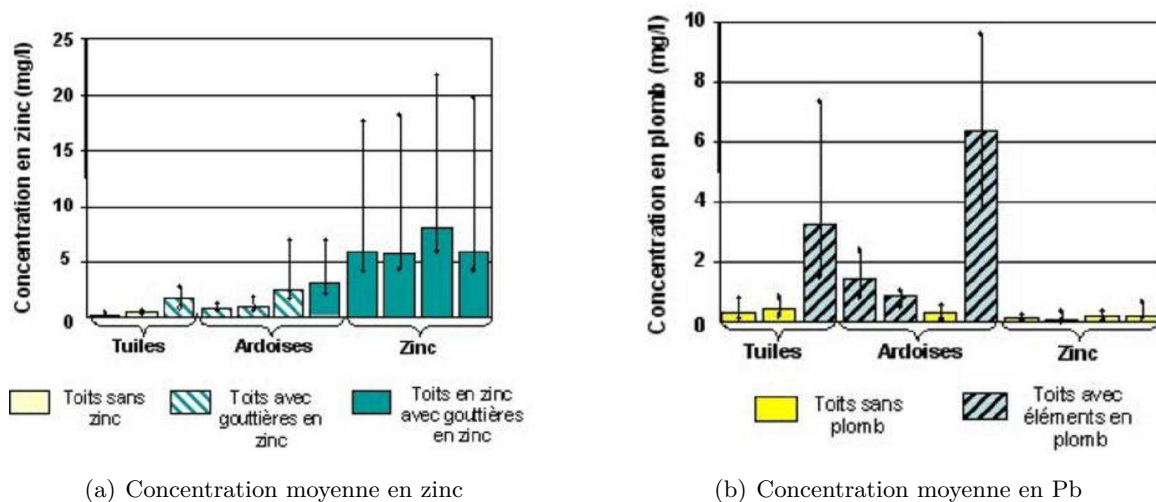 Concentration en zinc (mg/l)
25
20
15
10
5
0
Tuiles
Ardoises
Zinc
Toits sans
zinc
Toits avec
gouttières en
zinc
Toits en zinc
avec gouttières
en zinc
(a) Concentration moyenne en zinc
Concentration en plomb (mg/l)
10
8
6
4
2
0
Tuiles
Ardoises
Zinc
Toits sans
plomb
Toits avec
éléments en
plomb
(b) Concentration moyenne en Pb